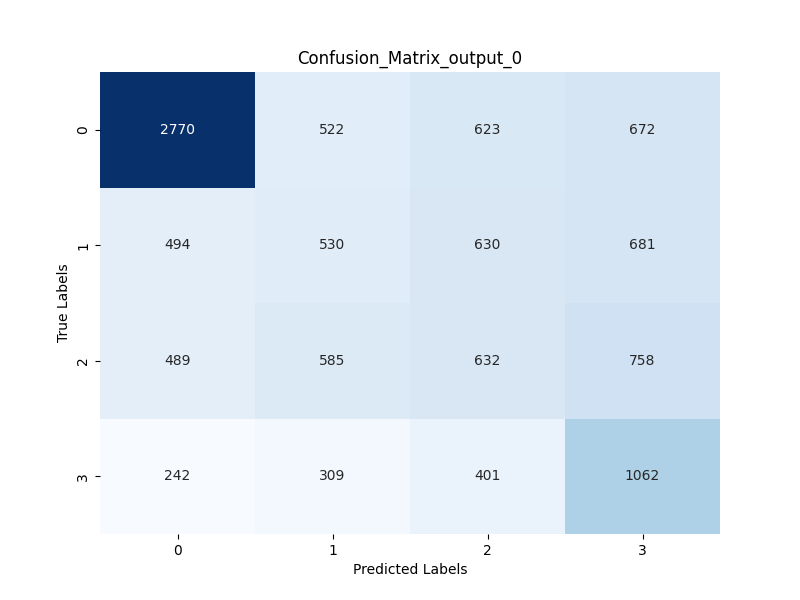 Confusion_Matrix_output_0
0 2770 522 623 672
1 494 530 630 681
2 489 585 632 758
3 242 309 401 1062
0 1 2 3
True Labels
Predicted Labels